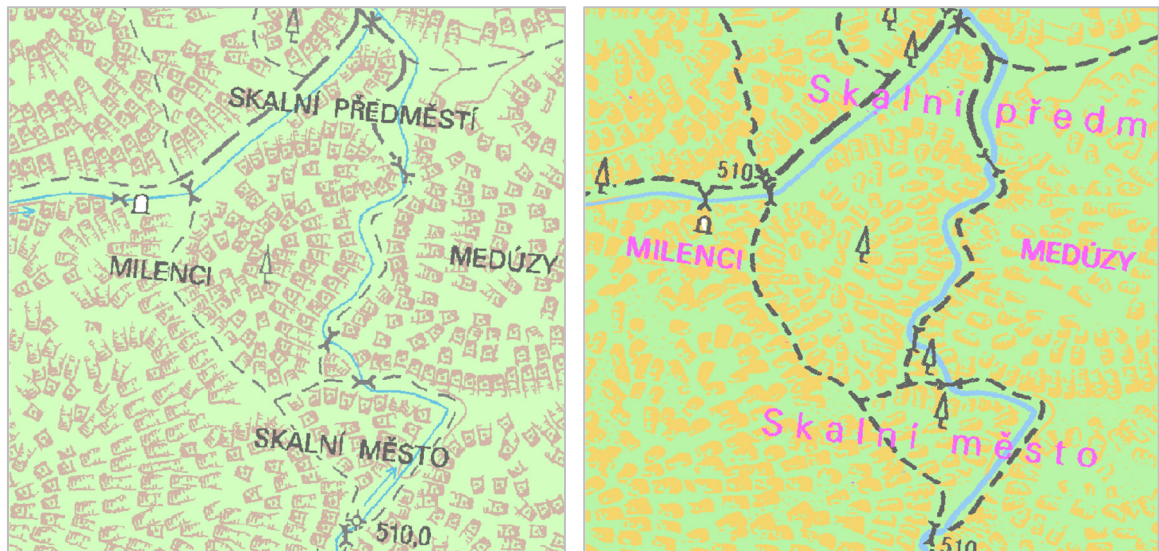 SKALNÍ PŘEDMĚSTÍ
MILENCI
MEDÚZY
SKALNÍ MĚSTO
510,0
Skalní předm
510
MILENCI
MEDÚZY
Skalní město
510